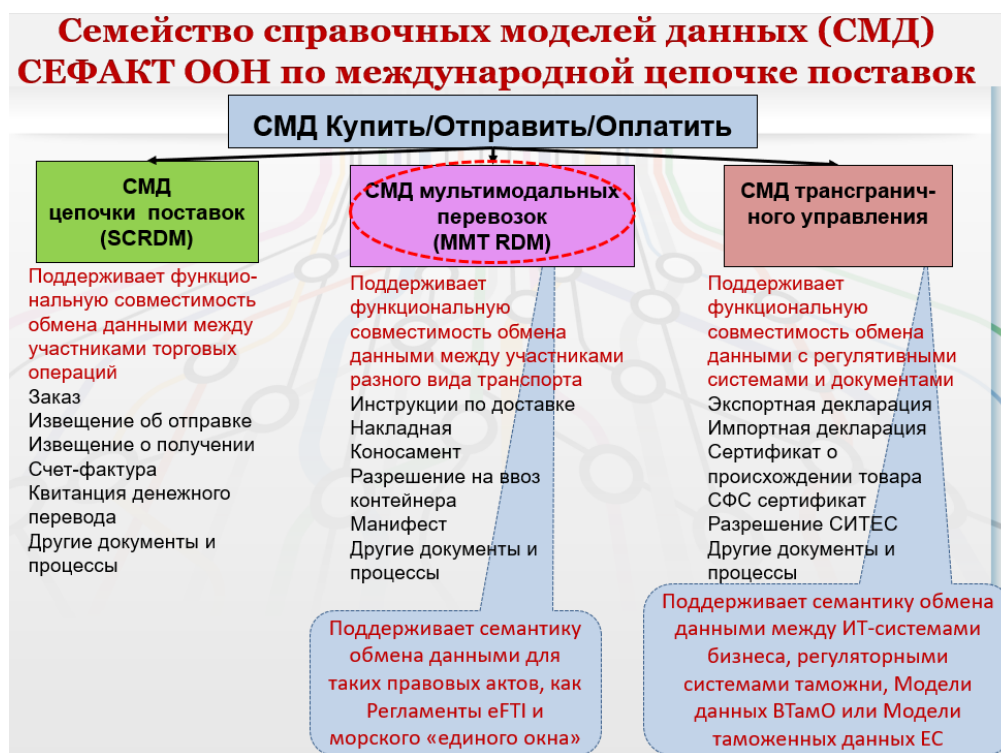 Семейство справочных моделей данных (СМД)
СЕФАКТ ООН по международной цепочке поставок
СМД Купить/Отправить/Оплатить
СМД
цепочки поставок
(SCRDM)
Поддерживает функцио-
нальную совместимость
обмена данными между
участниками торговых
операций
Заказ
Извещение об отправке
Извещение о получении
Счет-фактура
Квитанция денежного
перевода
Другие документы и
процессы
СМД мультимодальных
перевозок
(MMT RDM)
Поддерживает
функциональную
совместимость обмена
данными между участниками
разного вида транспорта
Инструкции по доставке
Накладная
Коносамент
Разрешение на ввоз
контейнера
Манифест
Другие документы и
процессы
Поддерживает семантику
обмена данными для
таких правовых актов, как
Регламенты eFTI и
морского «единого окна»
СМД трансгранич-
ного управления
Поддерживает
функциональную
совместимость обмена
данными с регулятивными
системами и документами
Экспортная декларация
Импортная декларация
Сертификат о
происхождении товара
СФС сертификат
Разрешение СИТЕС
Другие документы и
процессы
Поддерживает семантику обмена
данными между ИТ-системами
бизнеса, регуляторными
системами таможни, Модели
данных ВТамО или Модели
таможенных данных ЕС